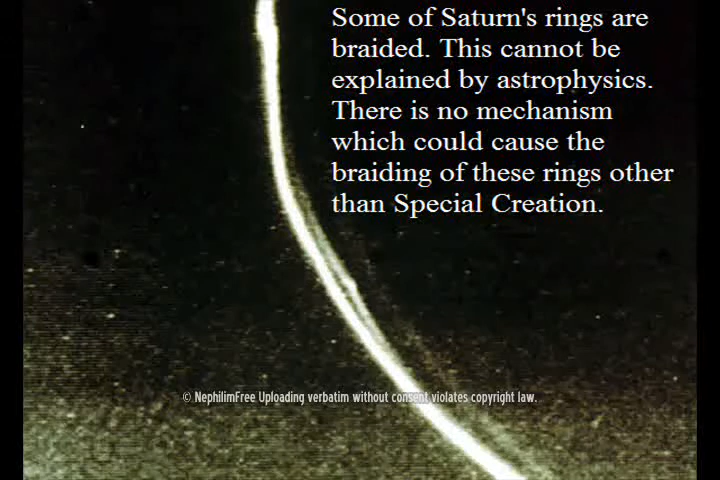 Some of Saturn's rings are
braided. This cannot be
explained by astrophysics.
There is no mechanism
which could cause the
braiding of these rings other
than Special Creation.
© NephilimFree Uploading verbatim without consent violates copyright law.